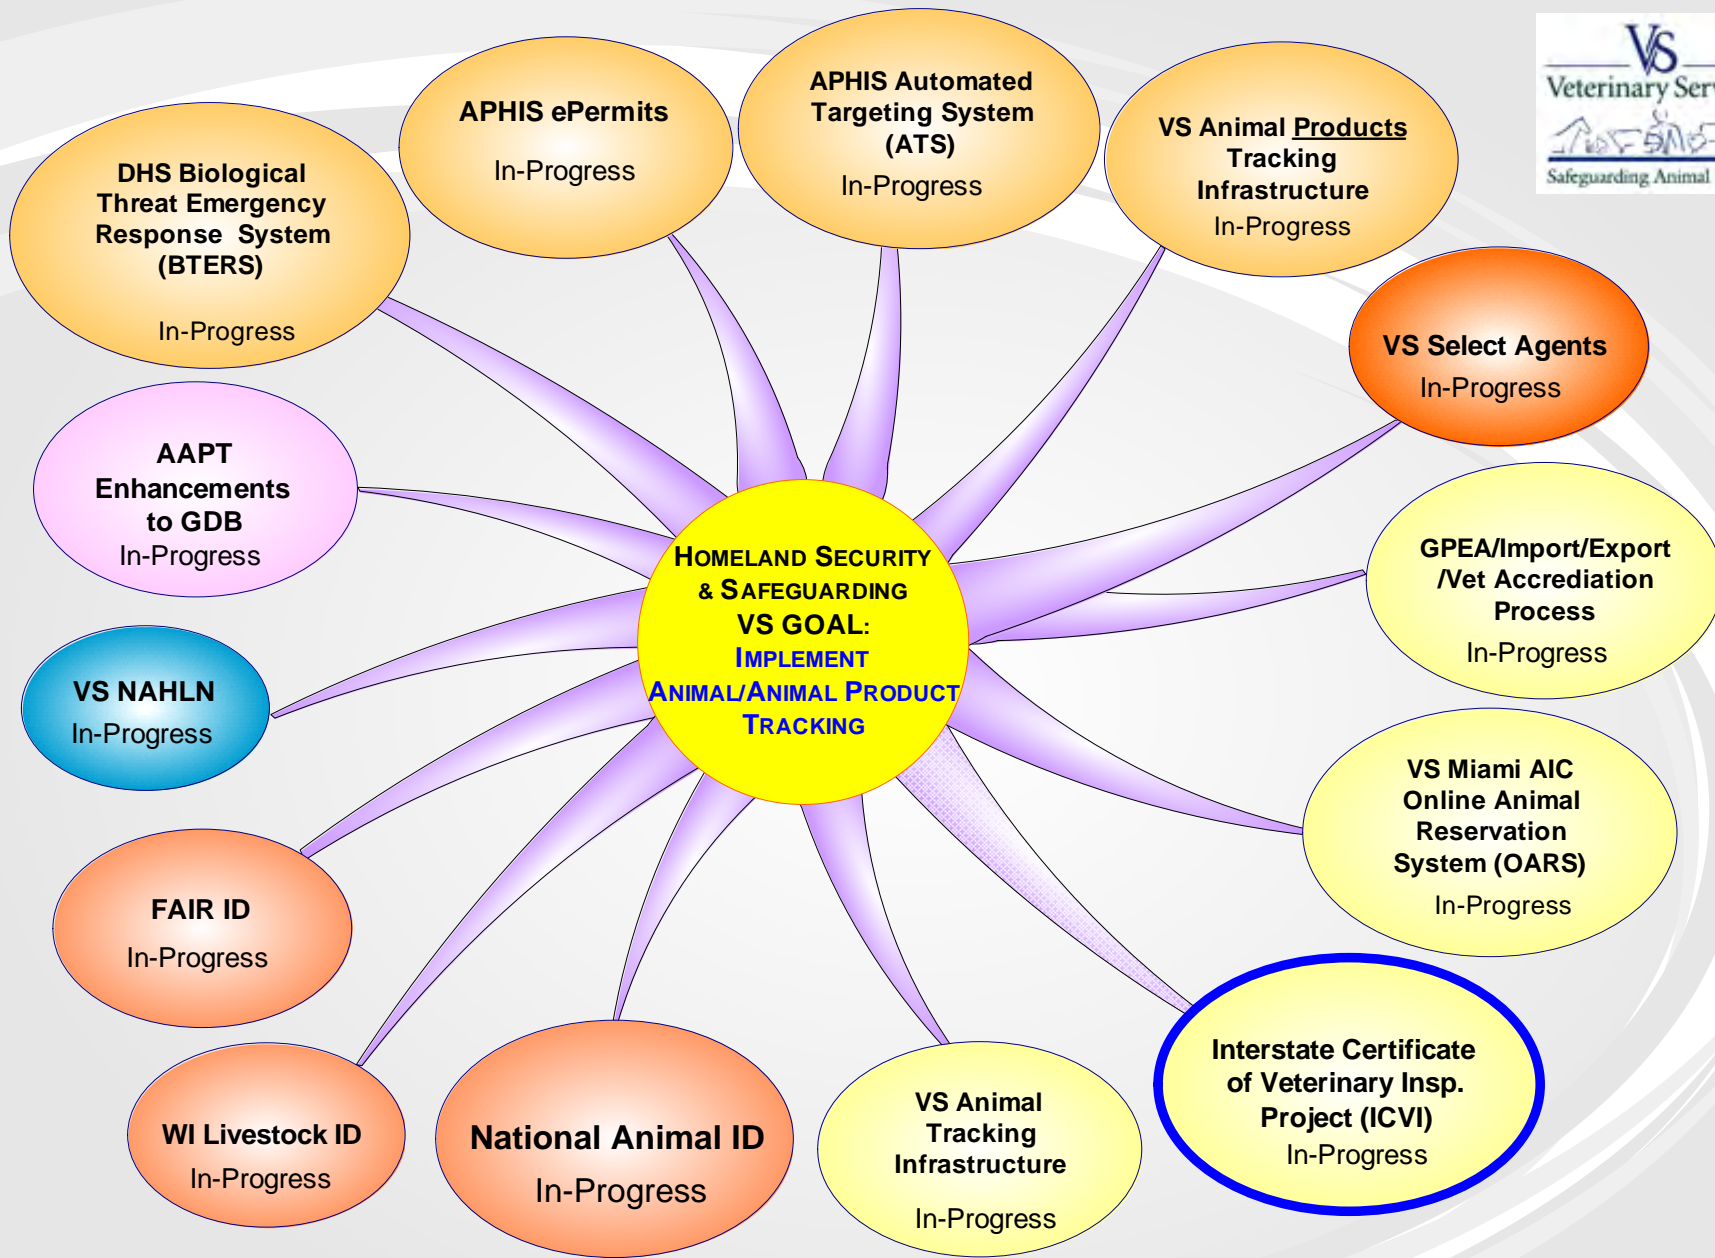 APHIS Automated
Targeting System
(ATS)
In-Progress
APHIS ePermits
In-Progress
VS Animal Products
Tracking
Infrastructure
In-Progress
VS
Veterinary Serv
Safeguarding Animal
DHS Biological
Threat Emergency
Response System
(BTERS)
In-Progress
VS Select Agents
In-Progress
AAPT
Enhancements
to GDB
In-Progress
GPEA/Import/Export
/Vet Accrediation
Process
In-Progress
HOMELAND SECURITY
& SAFEGUARDING
VS GOAL:
IMPLEMENT
ANIMAL/ANIMAL PRODUCT
TRACKING
VS NAHLN
In-Progress
VS Miami AIC
Online Animal
Reservation
System (OARS)
In-Progress
FAIR ID
In-Progress
Interstate Certificate
of Veterinary Insp.
Project (ICVI)
In-Progress
WI Livestock ID
In-Progress
National Animal ID
In-Progress
VS Animal
Tracking
Infrastructure
In-Progress